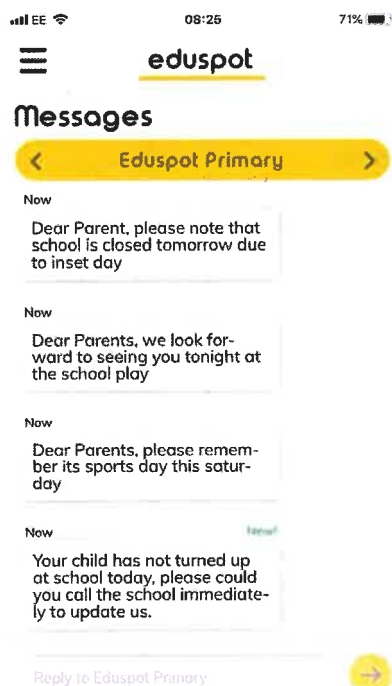 EE 08:25 71%
eduspot
Messages
< Eduspot Primary >
Now
Dear Parent, please note that
school is closed tomorrow due
to inset day
Now
Dear Parents, we look for-
ward to seeing you tonight at
the school play
Now
Dear Parents, please remem-
ber its sports day this satur-
day
Now New!
Your child has not turned up
at school today, please could
you call the school immediate-
ly to update us.
Reply to Eduspot Primary